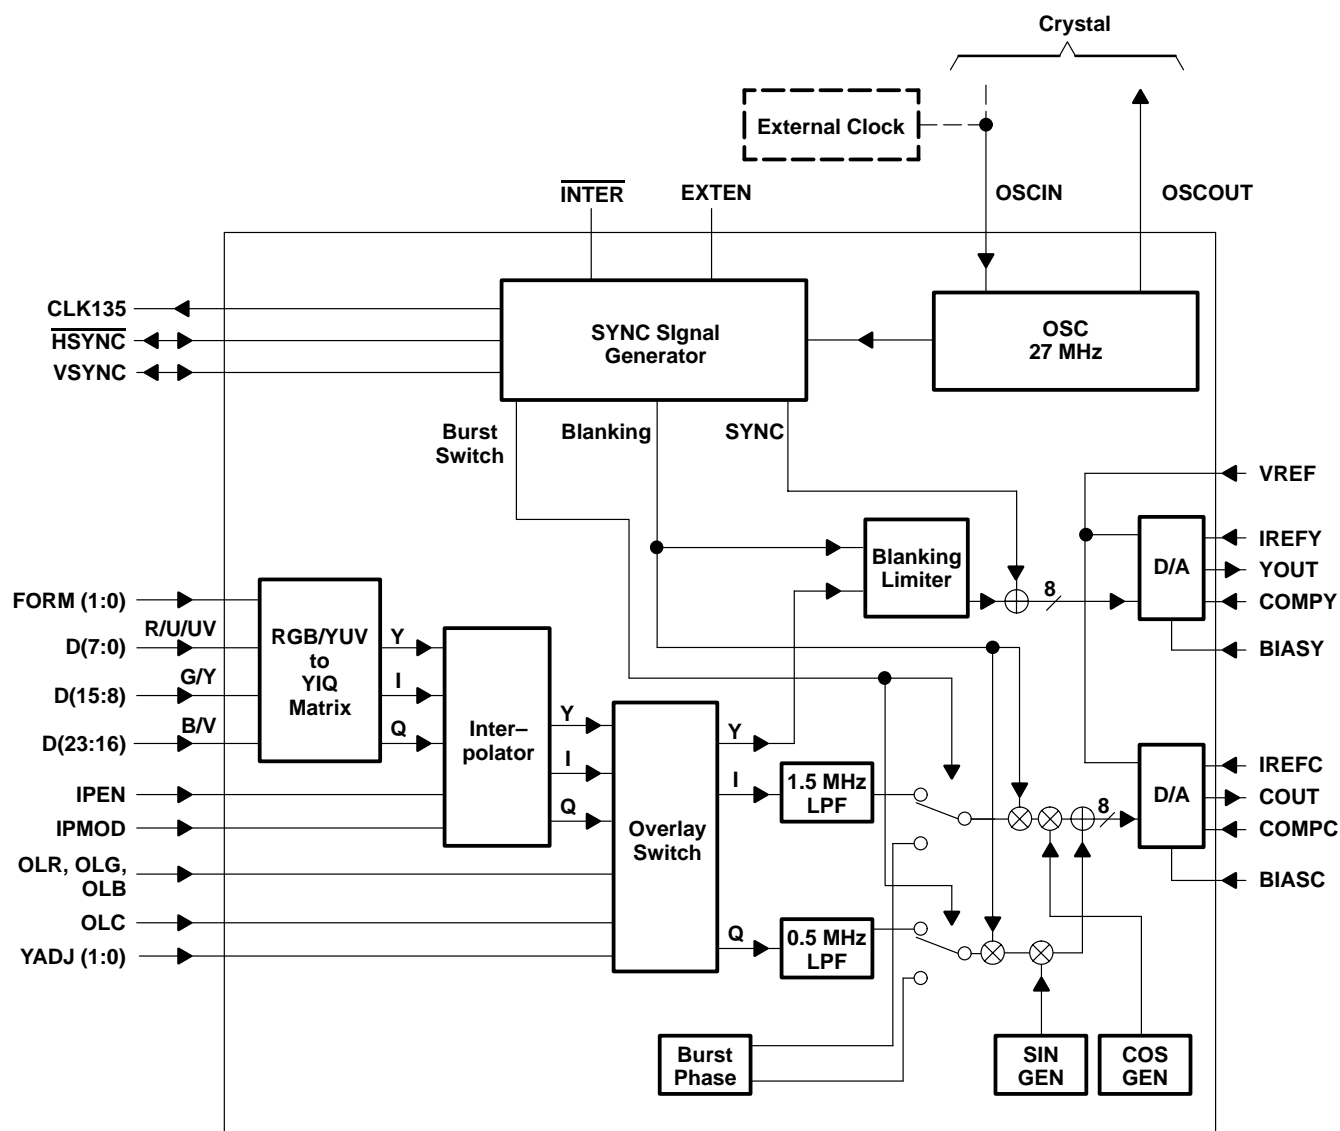 Crystal
External Clock
INTER
EXTEN
OSCIN
OSCOUT
CLK135
HSYNC
VSYNC
SYNC SIgnal
Generator
OSC
27 MHz
Burst
Switch
Blanking
SYNC
VREF
Blanking
Limiter
8
D/A
IREFY
YOUT
COMPY
BIASY
FORM (1:0)
R/U/UV
D(7:0)
G/Y
D(15:8)
B/V
D(23:16)
RGB/YUV
to
YIQ
Matrix
Y
I
Q
Inter–
polator
Y
I
Q
IPEN
IPMOD
OLR, OLG,
OLB
OLC
YADJ (1:0)
Overlay
Switch
Y
I
Q
1.5 MHz
LPF
0.5 MHz
LPF
8
D/A
IREFC
COUT
COMPC
BIASC
Burst
Phase
SIN
GEN
COS
GEN